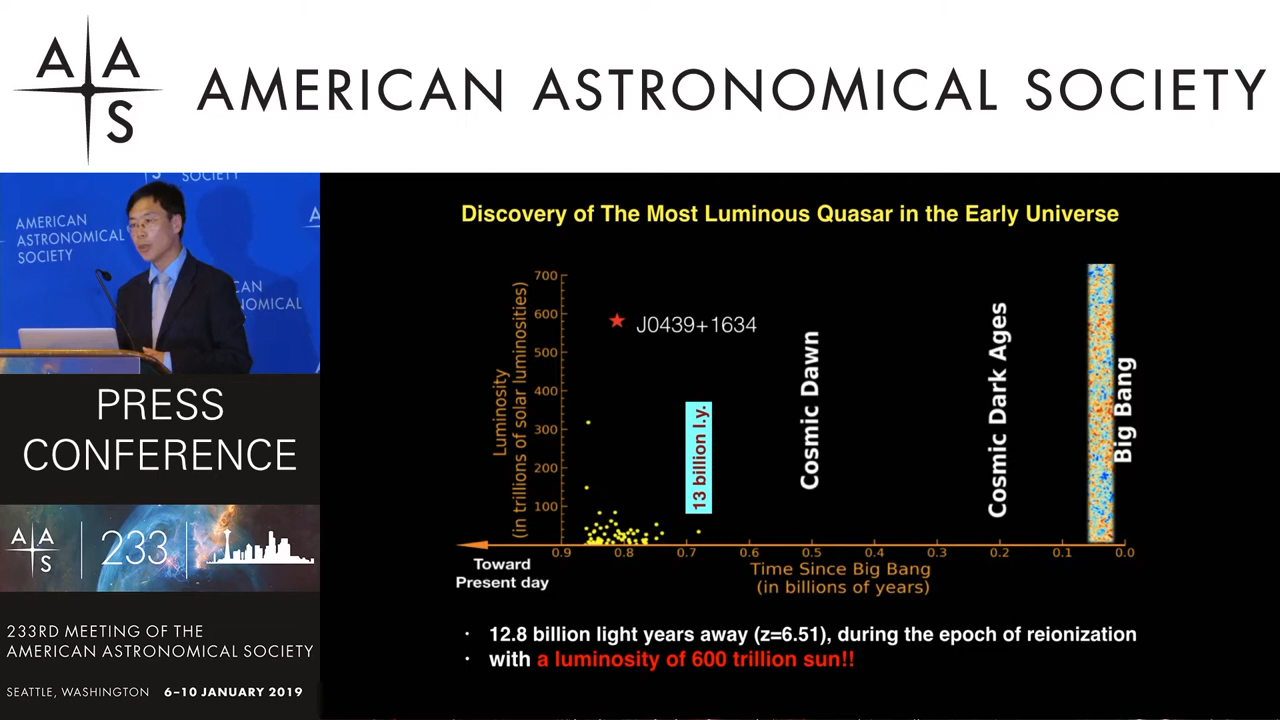 A A
S
AMERICAN ASTRONOMICAL SOCIETY
SOCIETY
AMERICAN
ASTRONOMICAL
SOCIETY
A
CAN
NOMICAL
PRESS
CONFERENCE
A A
S
233
233RD MEETING OF THE
AMERICAN ASTRONOMICAL SOCIETY
SEATTLE, WASHINGTON 6–10 JANUARY 2019
Discovery of The Most Luminous Quasar in the Early Universe
Luminosity
(in trillions of solar luminosities)
700
600
500
400
300
200
100
J0439+1634
13 billion l.y.
Cosmic Dawn
Cosmic Dark Ages
Big Bang
0.9 0.8 0.7 0.6 0.5 0.4 0.3 0.2 0.1 0.0
Toward
Present day
Time Since Big Bang
(in billions of years)
· 12.8 billion light years away (z=6.51), during the epoch of reionization
· with a luminosity of 600 trillion sun!!